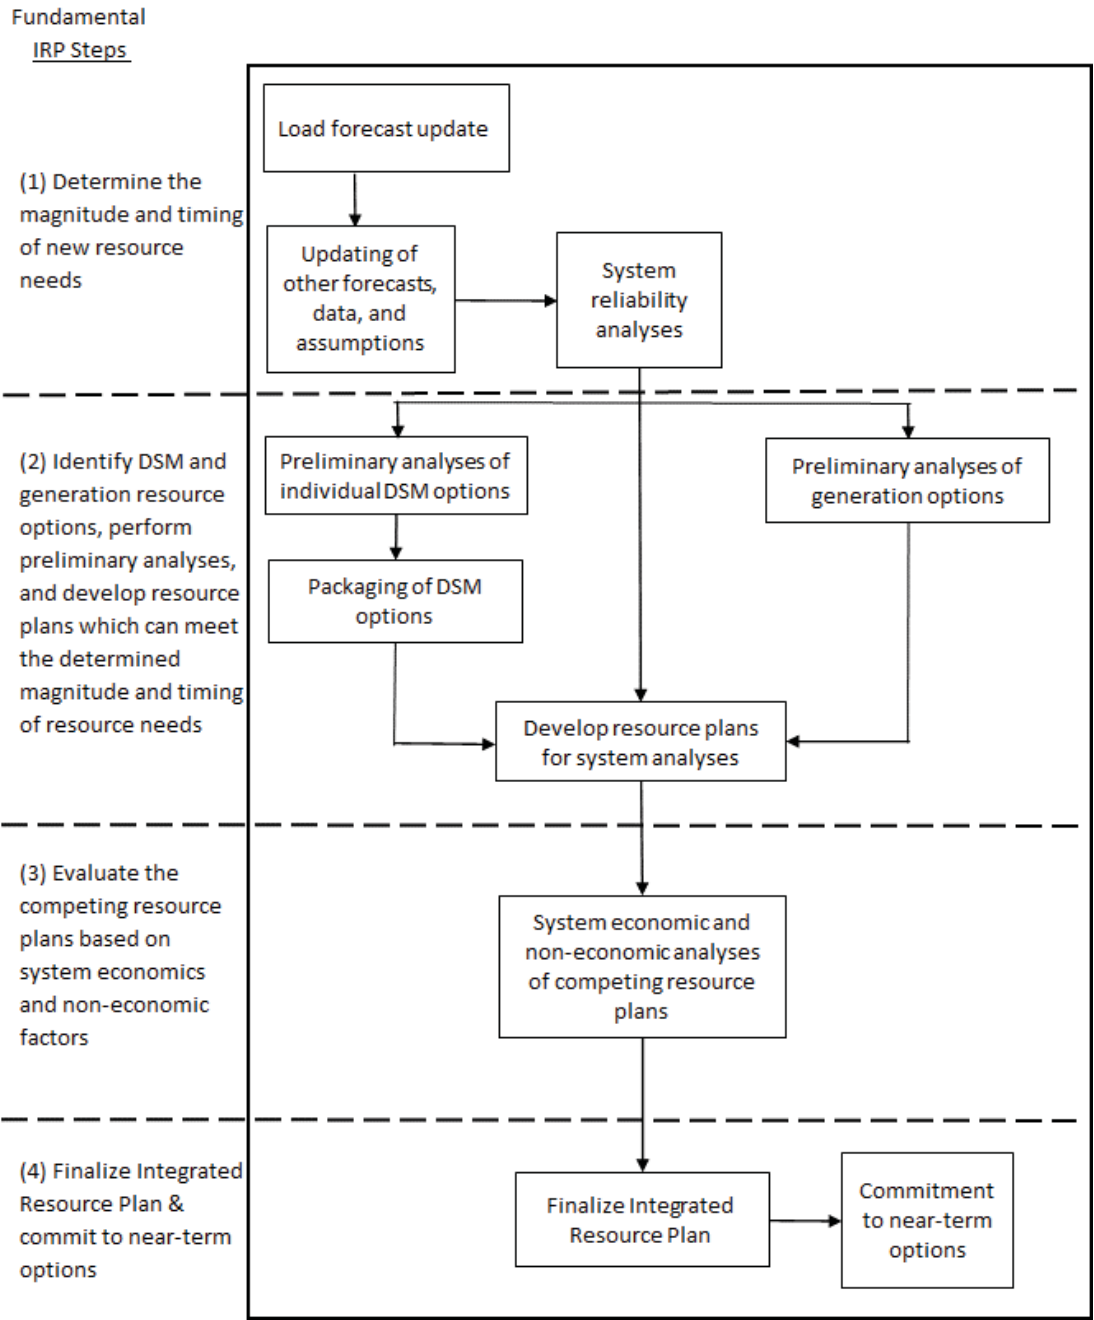 Fundamental
IRP Steps
(1) Determine the
magnitude and timing
of new resource
needs
Load forecast update
Updating of
other forecasts,
data, and
assumptions
System
reliability
analyses
(2) Identify DSM and
generation resource
options, perform
preliminary analyses,
and develop resource
plans which can meet
the determined
magnitude and timing
of resource needs
Preliminary analyses of
individual DSM options
Preliminary analyses of
generation options
Packaging of DSM
options
Develop resource plans
for system analyses
(3) Evaluate the
competing resource
plans based on
system economics
and non-economic
factors
System economic and
non-economic analyses
of competing resource
plans
(4) Finalize Integrated
Resource Plan &
commit to near-term
options
Finalize Integrated
Resource Plan
Commitment
to near-term
options